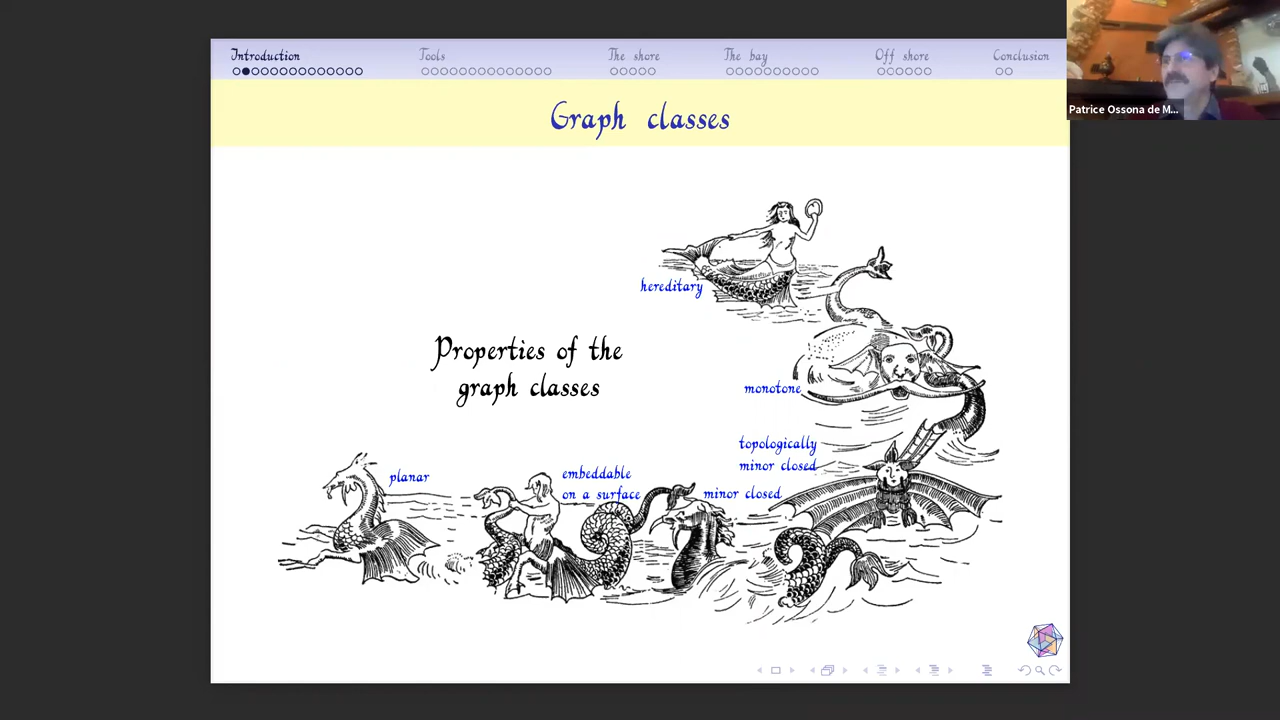 Introduction Tools The shore The bay Off shore Conclusion
Patrice Ossona de M...
Graph classes
hereditary
Properties of the
graph classes
monotone
topologically
minor closed
planar
embeddable
on a surface
minor closed